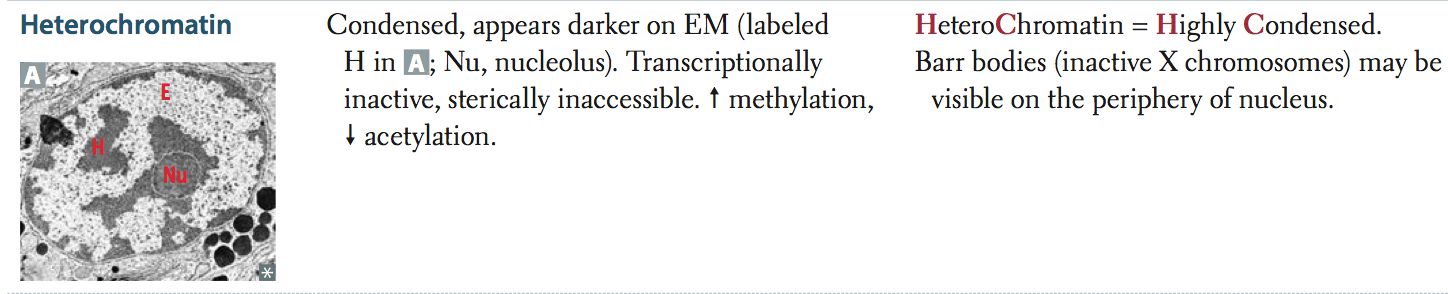 Heterochromatin
A
E
H
Nu
*
Condensed, appears darker on EM (labeled
H in A; Nu, nucleolus). Transcriptionally
inactive, sterically inaccessible. ↑ methylation,
↓ acetylation.
HeteroChromatin = Highly Condensed.
Barr bodies (inactive X chromosomes) may be
visible on the periphery of nucleus.